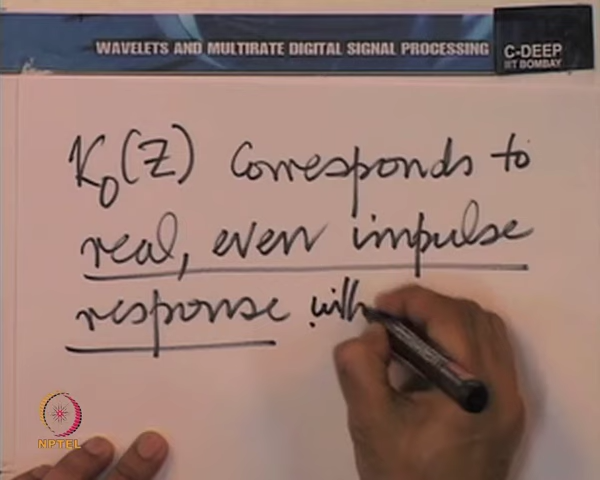 WAVELETS AND MULTIRATE DIGITAL SIGNAL PROCESSING
C-DEEP
IIT BOMBAY
K₀(Z) Corresponds to
real, even impulse
response with
NPTEL